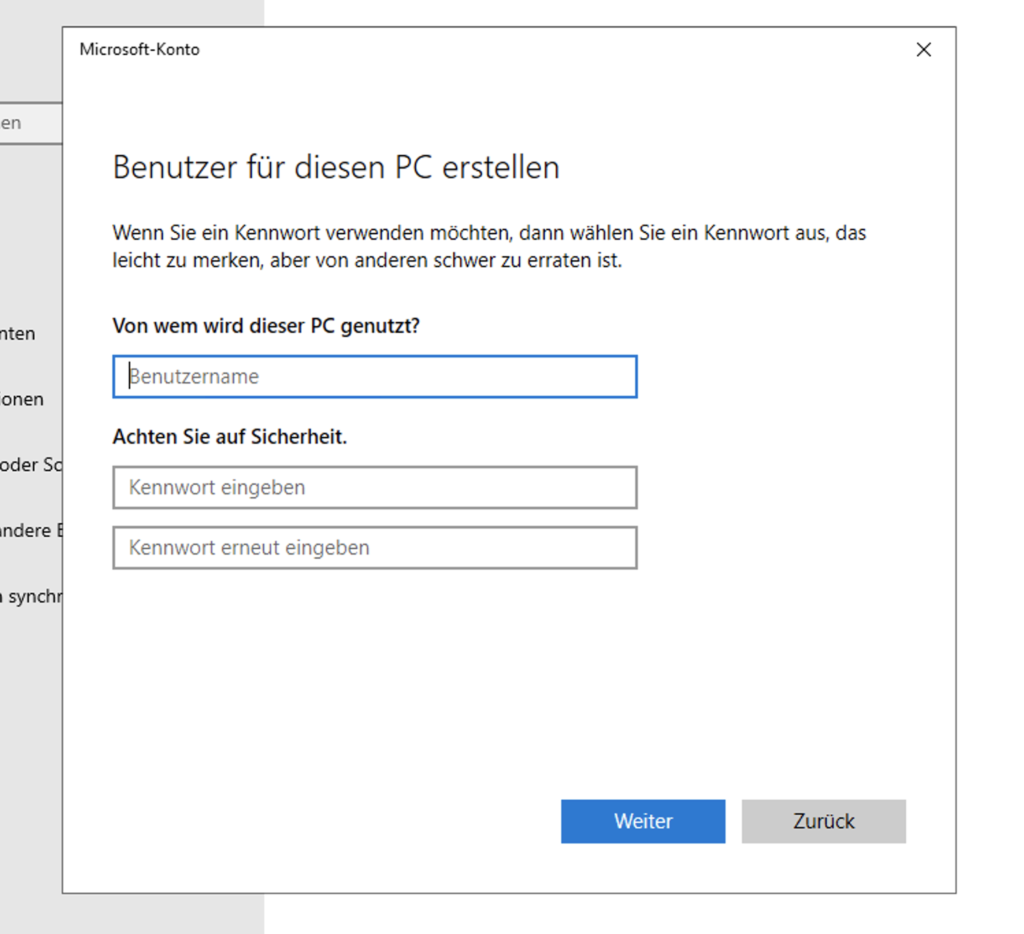 Microsoft-Konto
en
Benutzer für diesen PC erstellen
Wenn Sie ein Kennwort verwenden möchten, dann wählen Sie ein Kennwort aus, das
leicht zu merken, aber von anderen schwer zu erraten ist.
Von wem wird dieser PC genutzt?
nten
Benutzername
ionen
Achten Sie auf Sicherheit.
oder Sc
Kennwort eingeben
andere E
Kennwort erneut eingeben
n synchr
Weiter
Zurück